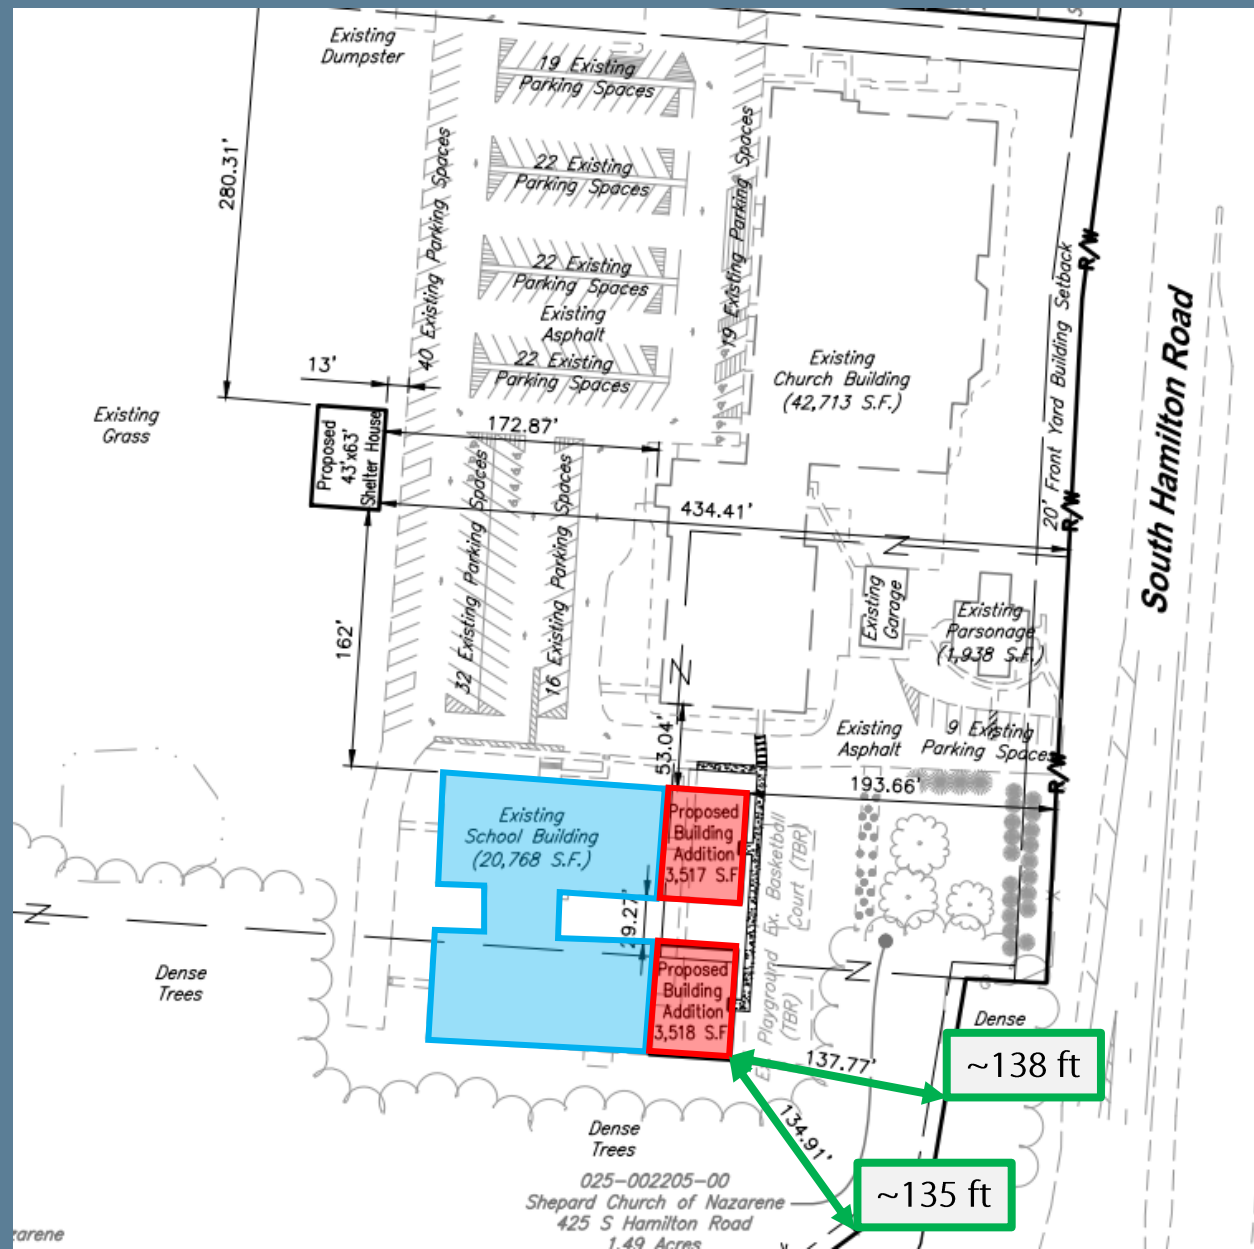 Existing
Dumpster
19 Existing
Parking Spaces
22 Existing
Parking Spaces
22 Existing
Parking Spaces
Existing
Asphalt
22 Existing
Parking Spaces
40 Existing Parking Spaces
19 Existing Parking Spaces
280.31'
13'
Existing
Grass
Proposed
43'x63'
Shelter House
172.87'
434.41'
Existing
Church Building
(42,713 S.F.)
20' Front Yard Building Setback
R/W
R/W
R/W
South Hamilton Road
32 Existing Parking Spaces
16 Existing Parking Spaces
162'
Existing
Garage
Existing
Parsonage
(1,938 S.F.)
Existing
Asphalt
9 Existing
Parking Spaces
53.04'
193.66'
Existing
School Building
(20,768 S.F.)
Proposed
Building
Addition
3,517 S.F
29.27'
Ex. Basketball
Court (TBR)
Proposed
Building
Addition
3,518 S.F
Playground
(TBR)
Dense
Trees
Dense
137.77'
~138 ft
134.91'
~135 ft
Dense
Trees
025-002205-00
Shepard Church of Nazarene
425 S Hamilton Road
1.49 Acres
zarene